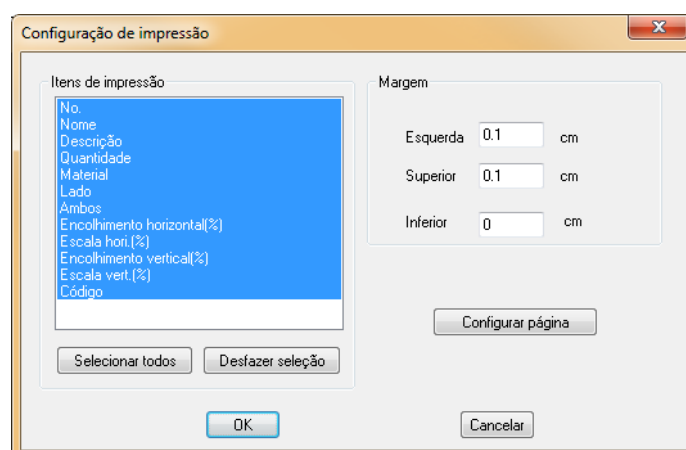 Configuração de impressão
Itens de impressão
No.
Nome
Descrição
Quantidade
Material
Lado
Ambos
Encolhimento horizontal(%)
Escala hori.(%)
Encolhimento vertical(%)
Escala vert.(%)
Código
Selecionar todos
Desfazer seleção
Margem
Esquerda 0.1 cm
Superior 0.1 cm
Inferior 0 cm
Configurar página
OK
Cancelar